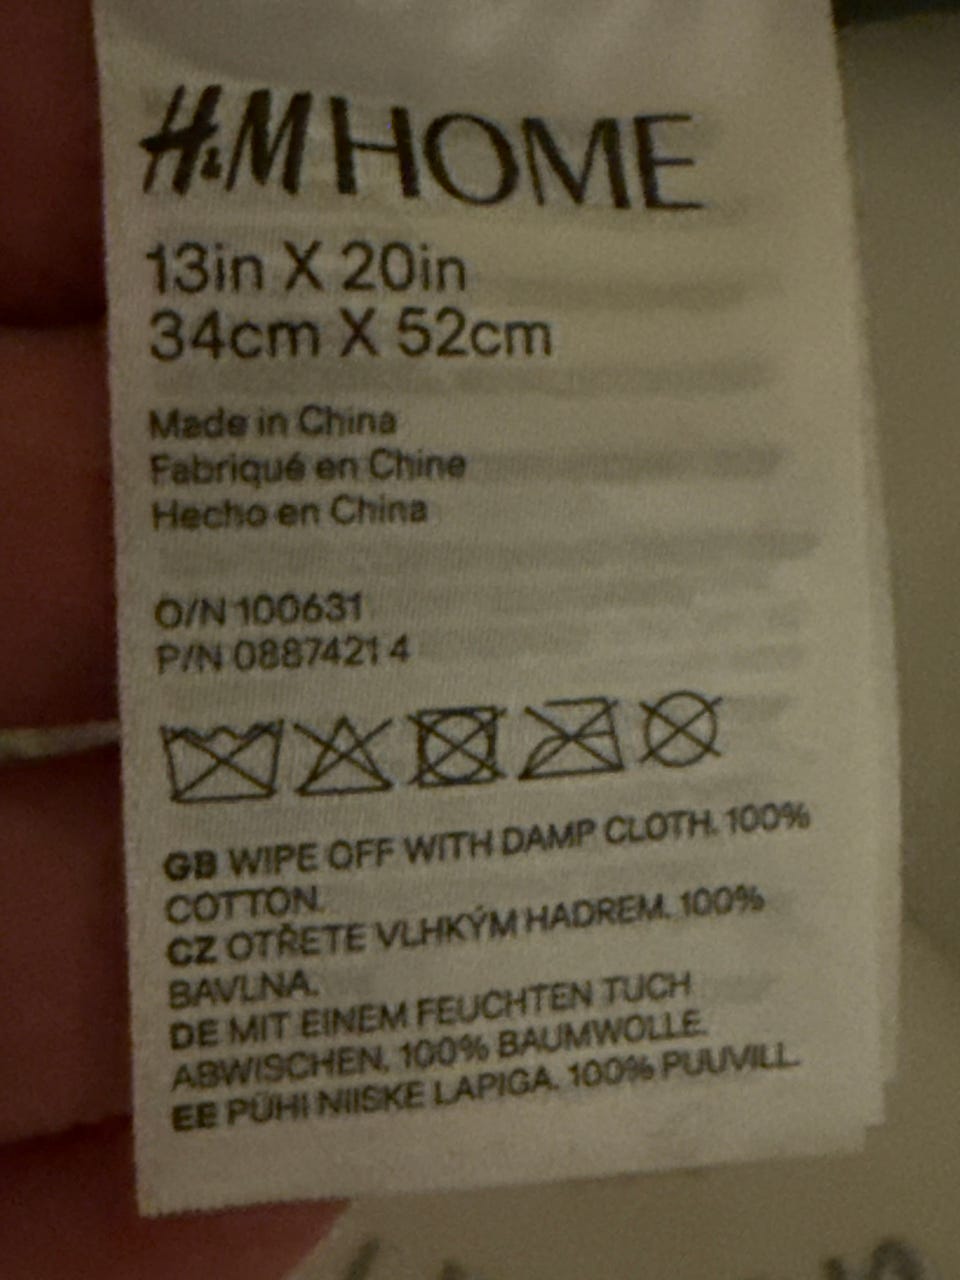 H&M HOME
13in X 20in
34cm X 52cm
Made in China
Fabriqué en Chine
Hecho en China
O/N 100631
P/N 0887421 4
GB WIPE OFF WITH DAMP CLOTH. 100%
COTTON.
CZ OTŘETE VLHKÝM HADREM. 100%
BAVLNA.
DE MIT EINEM FEUCHTEN TUCH
ABWISCHEN. 100% BAUMWOLLE.
EE PÜHI NIISKE LAPIGA. 100% PUUVILL.